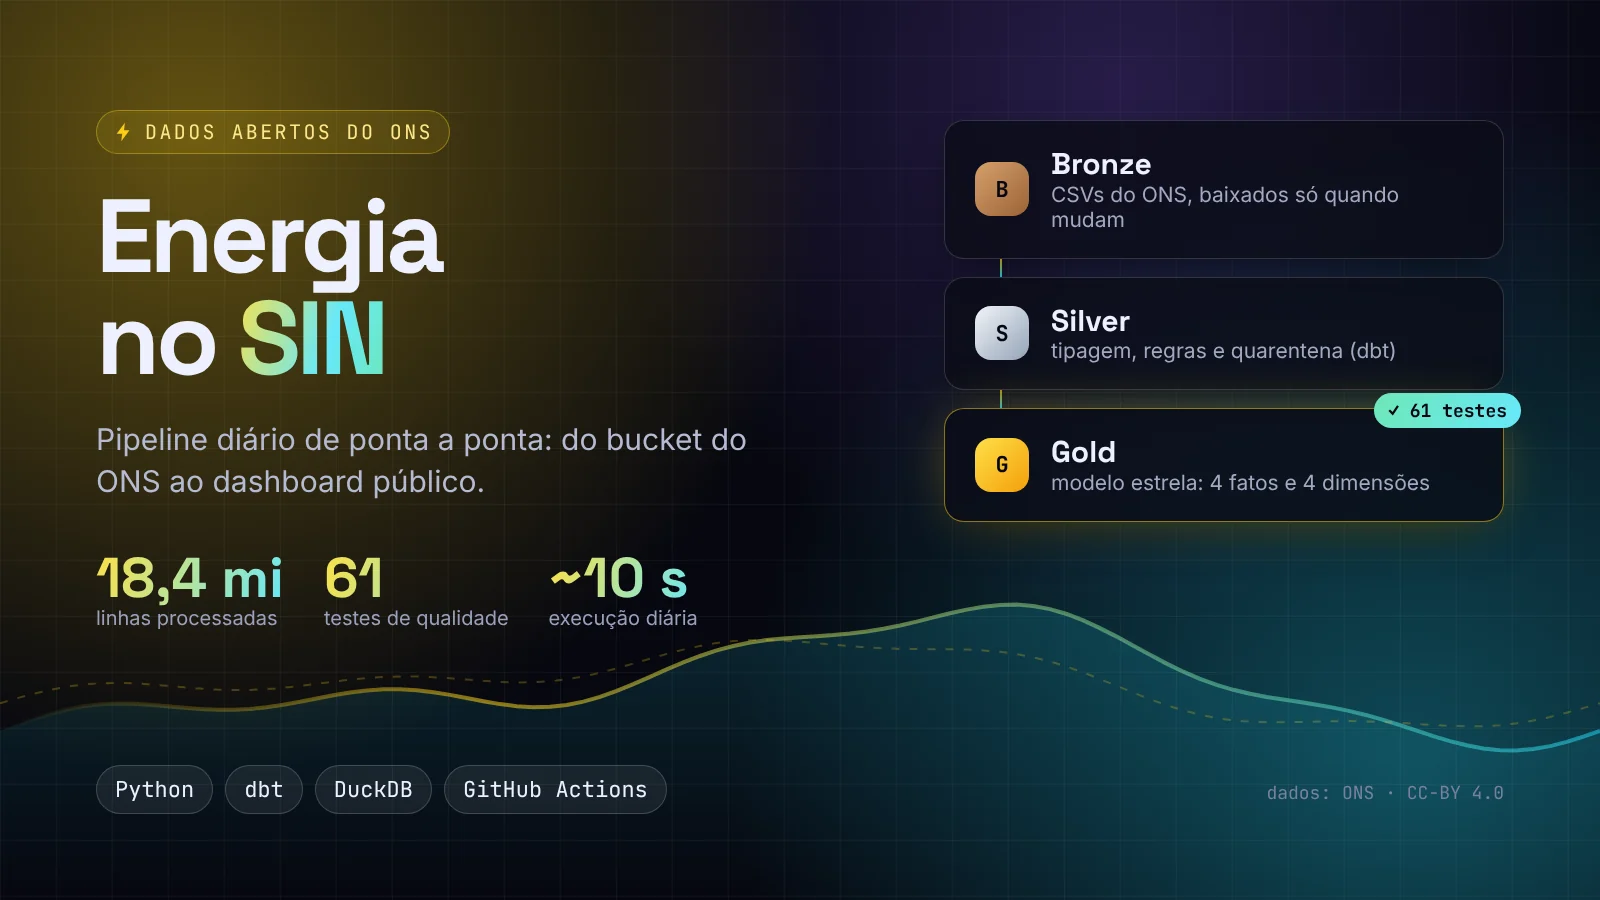 DADOS ABERTOS DO ONS
Energia
no SIN
Pipeline diário de ponta a ponta: do bucket do
ONS ao dashboard público.
18,4 mi
linhas processadas
61
testes de qualidade
~10 s
execução diária
Python
dbt
DuckDB
GitHub Actions
B
Bronze
CSVs do ONS, baixados só quando
mudam
S
Silver
tipagem, regras e quarentena (dbt)
✓ 61 testes
G
Gold
modelo estrela: 4 fatos e 4 dimensões
dados: ONS · CC-BY 4.0